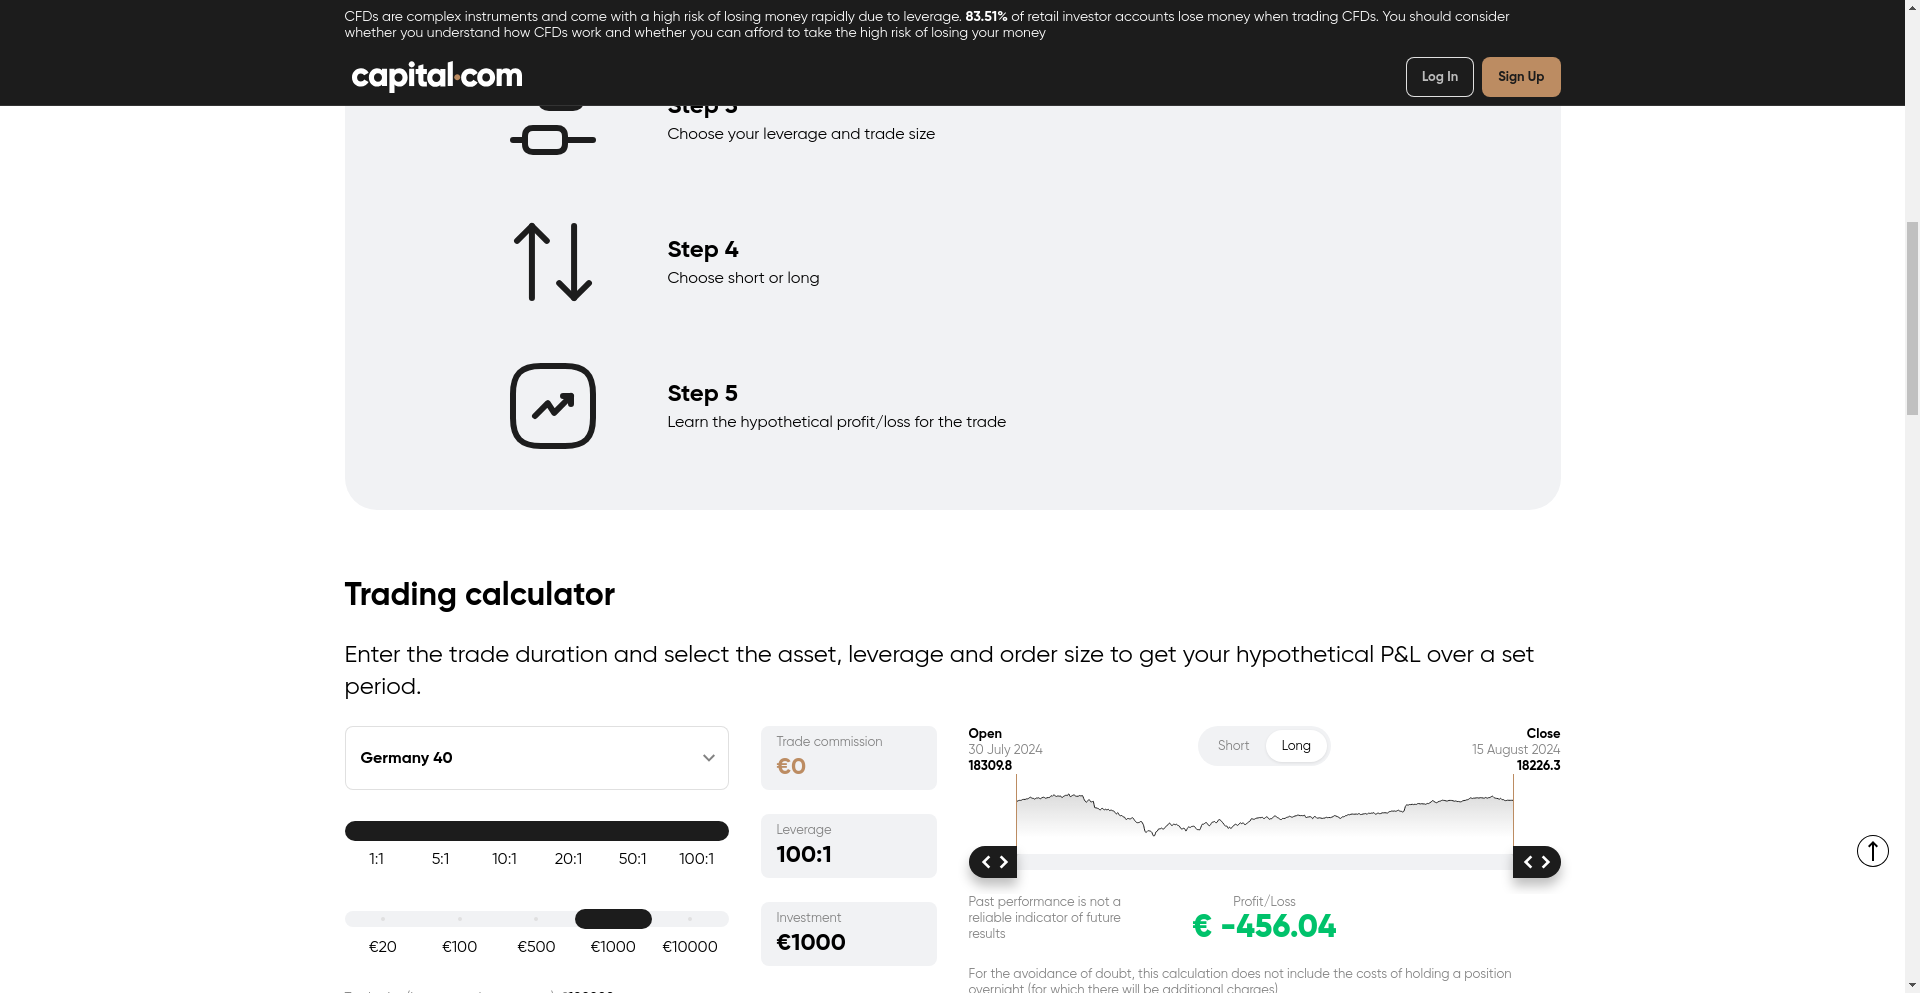 CFDs are complex instruments and come with a high risk of losing money rapidly due to leverage. 83.51% of retail investor accounts lose money when trading CFDs. You should consider
whether you understand how CFDs work and whether you can afford to take the high risk of losing your money
capital.com
Log In
Sign Up
Step 3
Choose your leverage and trade size
Step 4
Choose short or long
Step 5
Learn the hypothetical profit/loss for the trade
Trading calculator
Enter the trade duration and select the asset, leverage and order size to get your hypothetical P&L over a set
period.
Germany 40
1:1 5:1 10:1 20:1 50:1 100:1
€20 €100 €500 €1000 €10000
Trade commission
€0
Leverage
100:1
Investment
€1000
Open
30 July 2024
18309.8
Short Long
Close
15 August 2024
18226.3
Past performance is not a
reliable indicator of future
results
Profit/Loss
€ -456.04
For the avoidance of doubt, this calculation does not include the costs of holding a position
overnight (for which there will be additional charges)